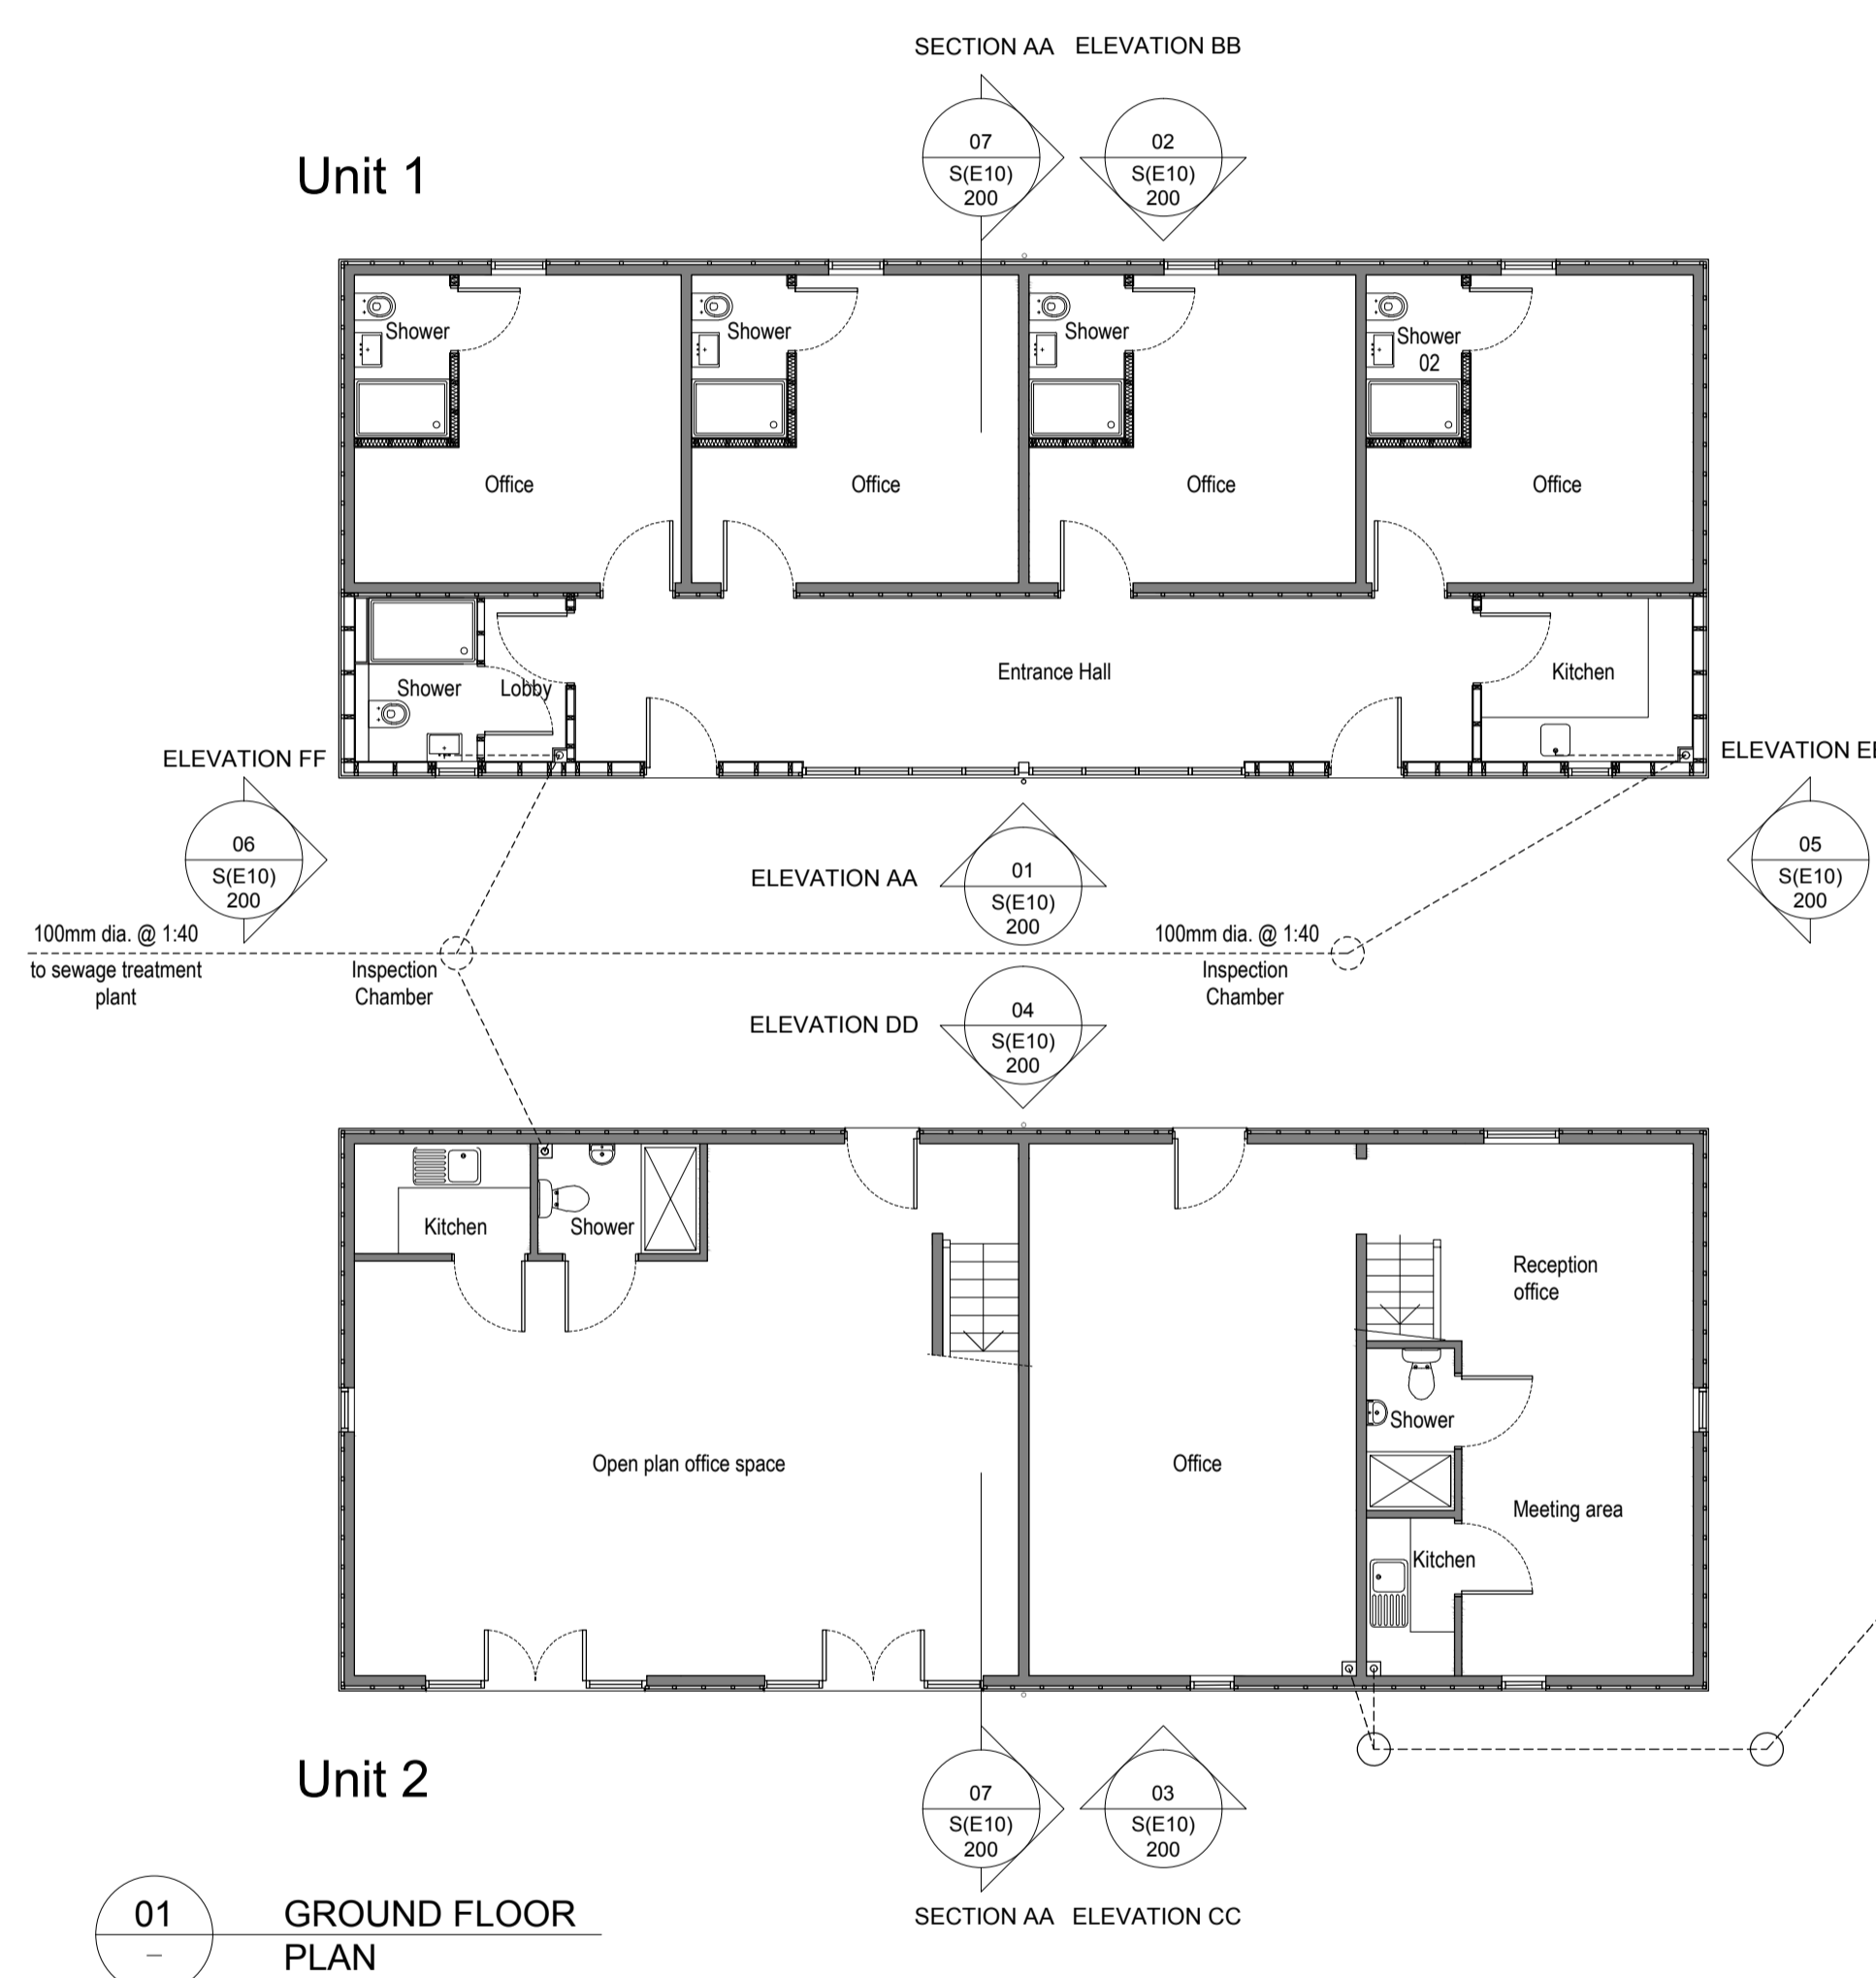 SECTION AA ELEVATION BB
07
S(E10)
200
02
S(E10)
200
Unit 1
Shower
Shower
Shower
Shower
02
Office
Office
Office
Office
Shower
Lobby
Entrance Hall
Kitchen
ELEVATION FF
06
S(E10)
200
ELEVATION AA
01
S(E10)
200
05
S(E10)
200
100mm dia. @ 1:40
to sewage treatment
plant
Inspection
Chamber
100mm dia. @ 1:40
Inspection
Chamber
ELEVATION DD
04
S(E10)
200
Kitchen
Shower
Reception
office
Shower
Open plan office space
Office
Meeting area
Kitchen
Unit 2
07
S(E10)
200
03
S(E10)
200
SECTION AA ELEVATION CC
01
–
GROUND FLOOR
PLAN
ELEVATION